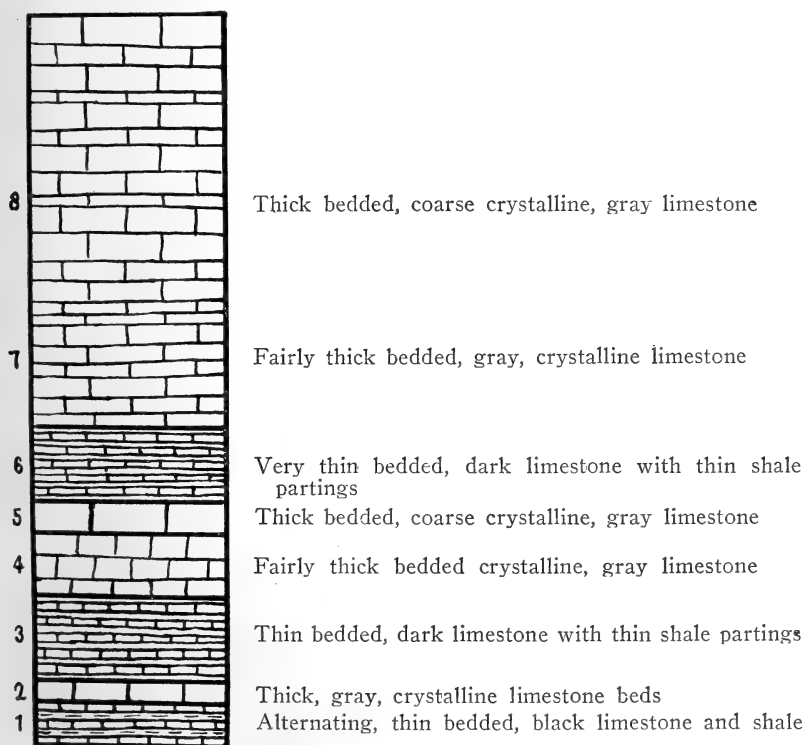 8 Thick bedded, coarse crystalline, gray limestone
7 Fairly thick bedded, gray, crystalline limestone
6 Very thin bedded, dark limestone with thin shale
partings
5 Thick bedded, coarse crystalline, gray limestone
4 Fairly thick bedded crystalline, gray limestone
3 Thin bedded, dark limestone with thin shale partings
2 Thick, gray, crystalline limestone beds
1 Alternating, thin bedded, black limestone and shale